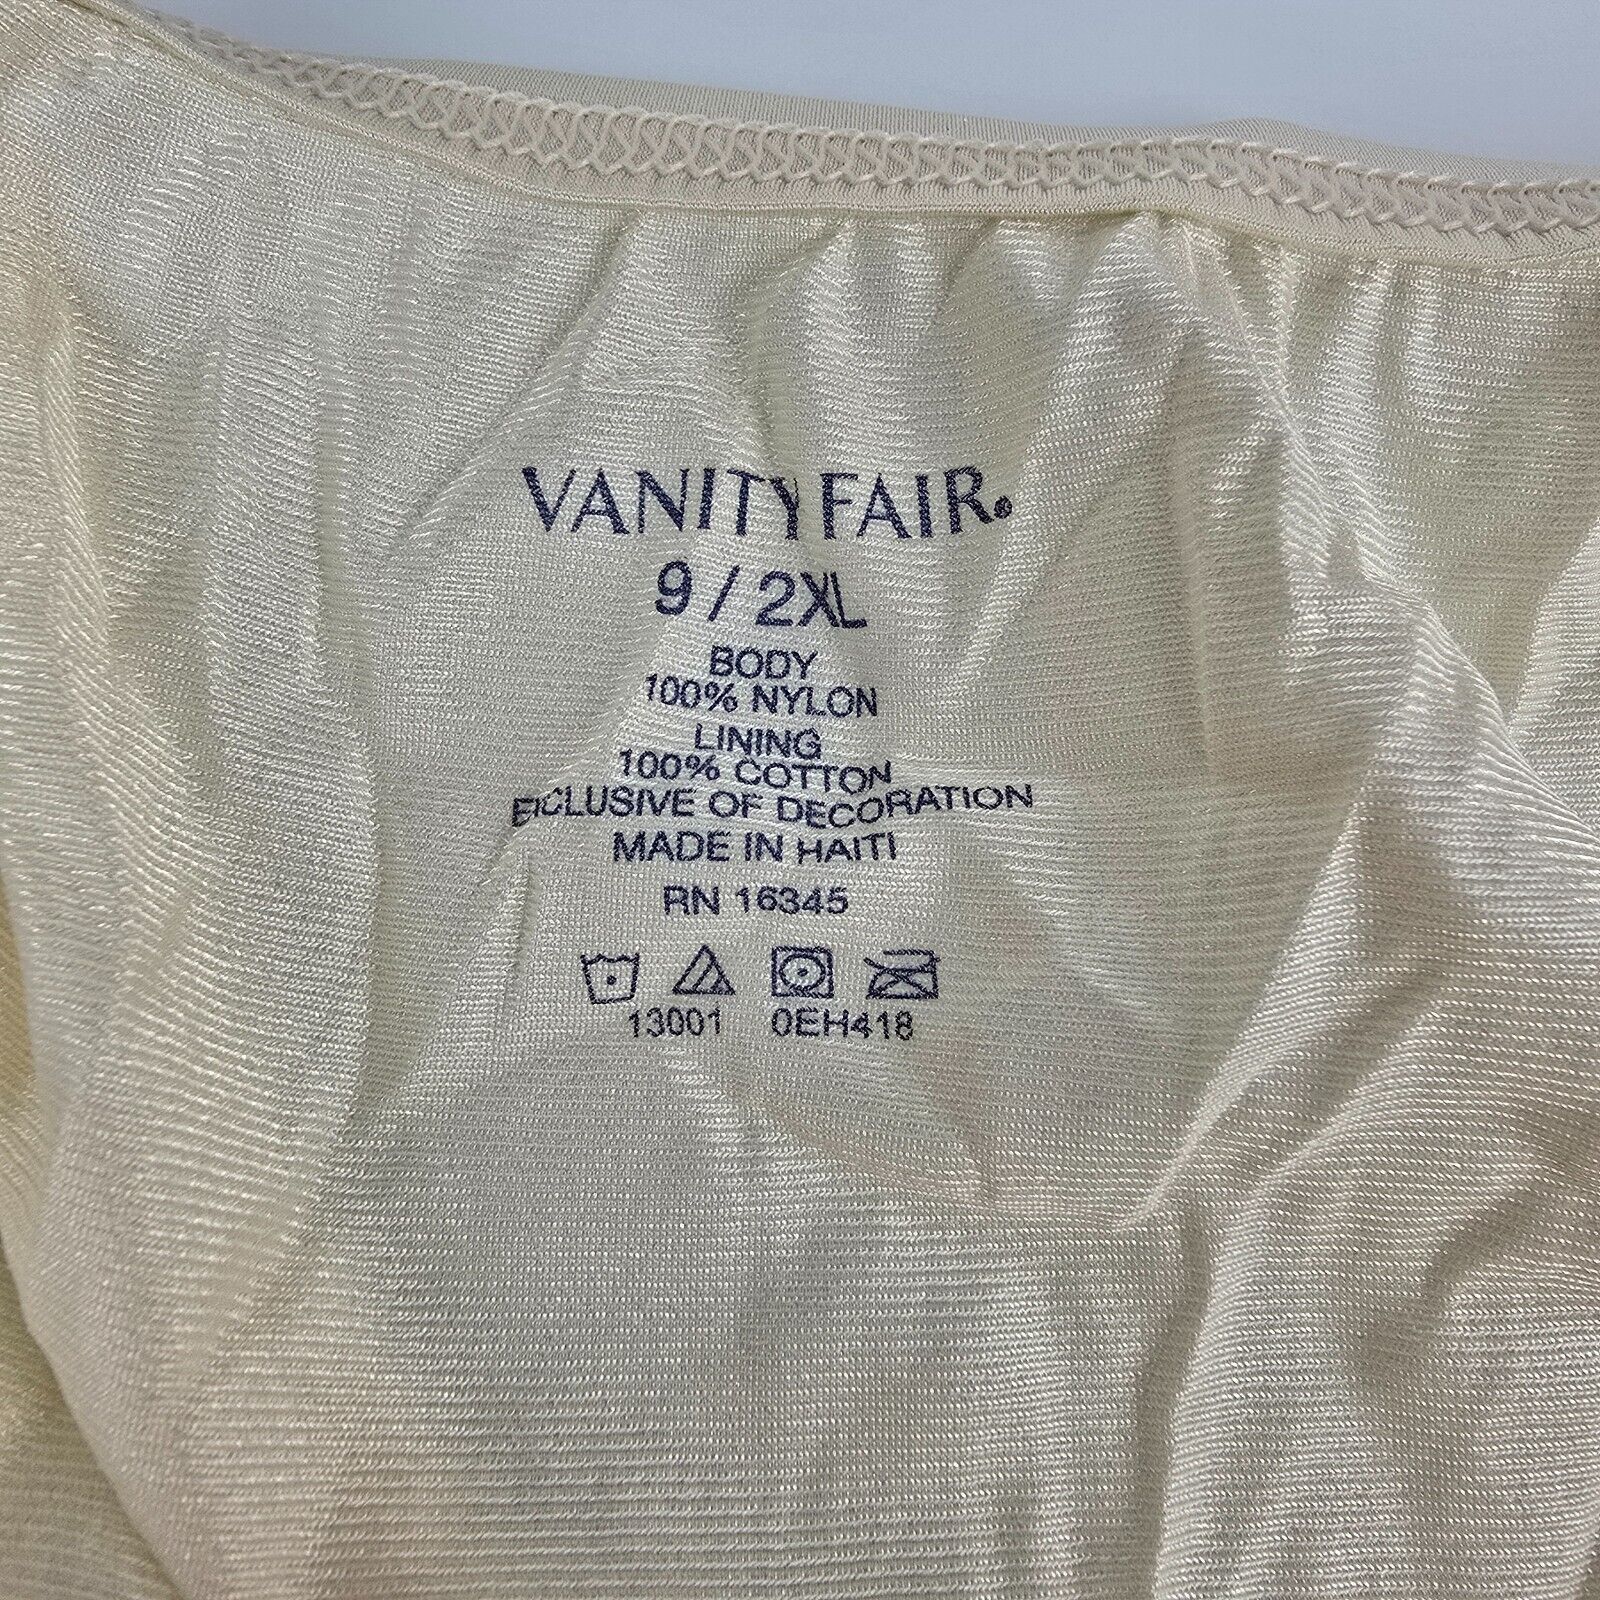 VANITY FAIR®
9 / 2XL
BODY
100% NYLON
LINING
100% COTTON
EXCLUSIVE OF DECORATION
MADE IN HAITI
RN 16345
13001 0EH418